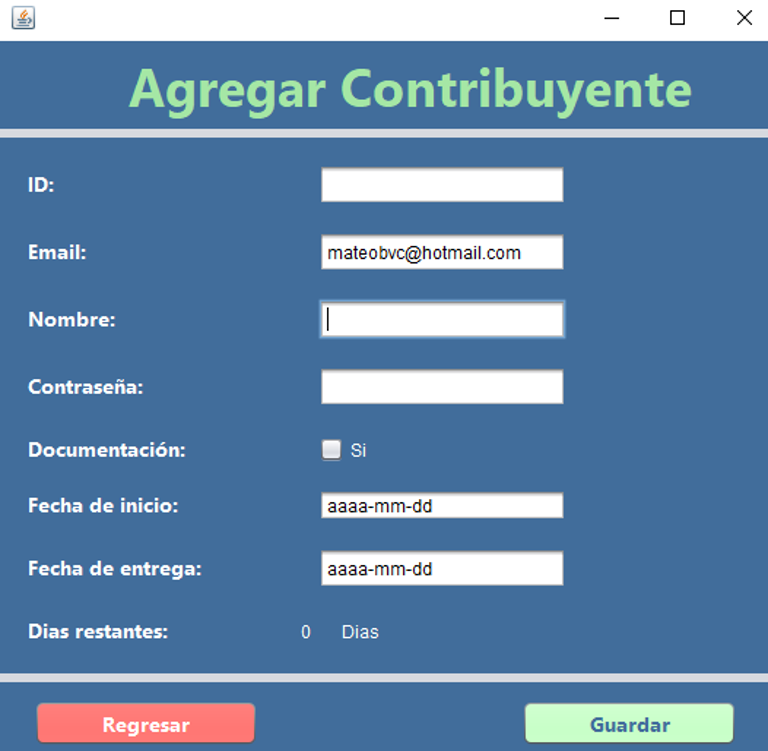 Agregar Contribuyente
ID:
Email: mateobvc@hotmail.com
Nombre:
Contraseña:
Documentación: Si
Fecha de inicio: aaaa-mm-dd
Fecha de entrega: aaaa-mm-dd
Dias restantes: 0 Dias
Regresar Guardar